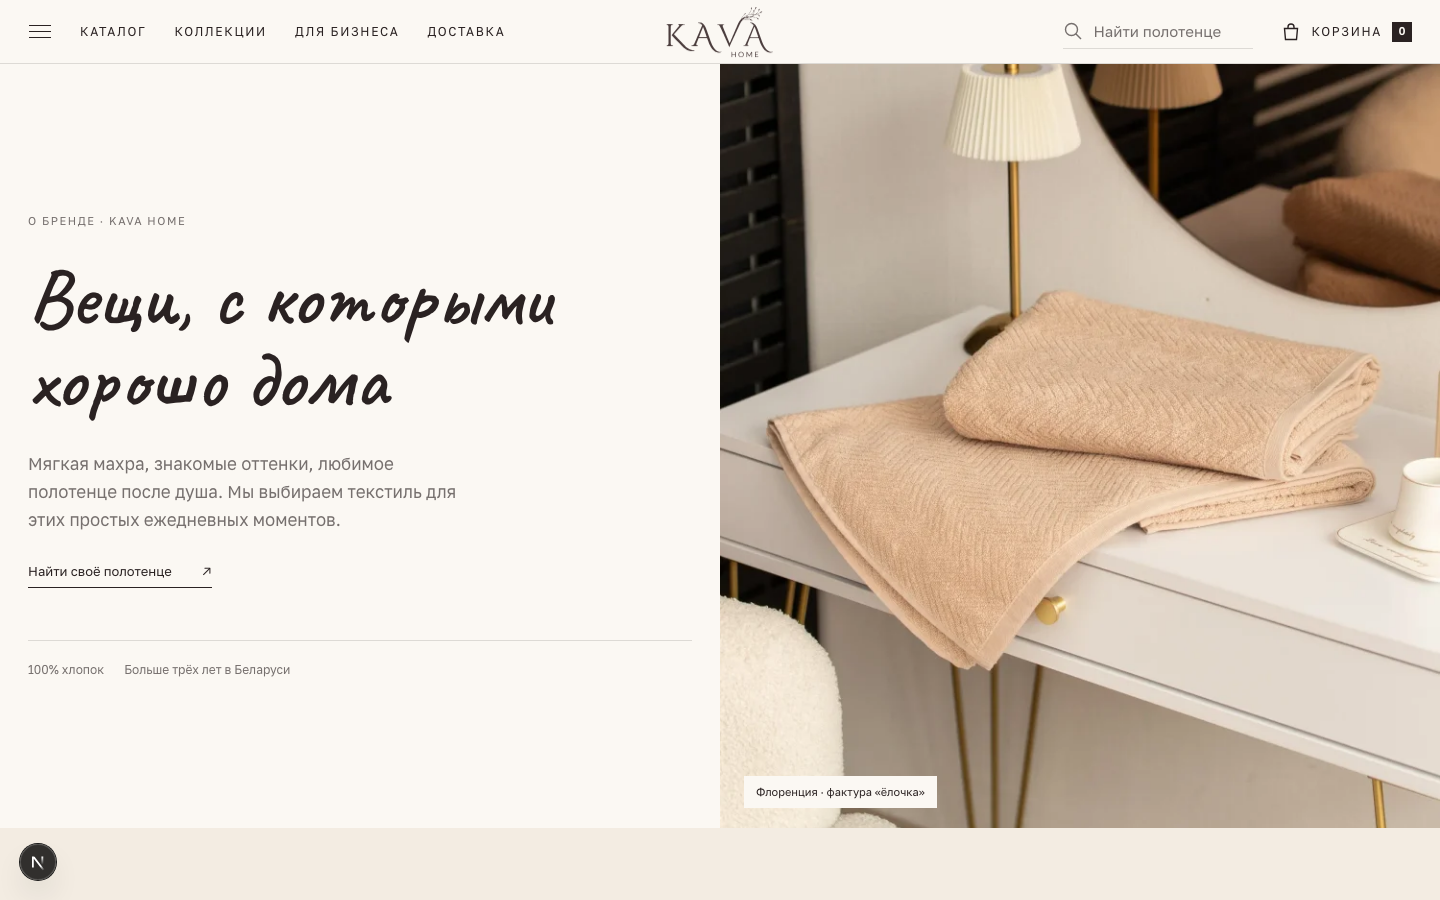 КАТАЛОГ
КОЛЛЕКЦИИ
ДЛЯ БИЗНЕСА
ДОСТАВКА
KAVA
HOME
Найти полотенце
КОРЗИНА
0
О БРЕНДЕ · KAVA HOME
Вещи, с которыми
хорошо дома
Мягкая махра, знакомые оттенки, любимое
полотенце после душа. Мы выбираем текстиль для
этих простых ежедневных моментов.
Найти своё полотенце
100% хлопок
Больше трёх лет в Беларуси
Флоренция · фактура «ёлочка»
N